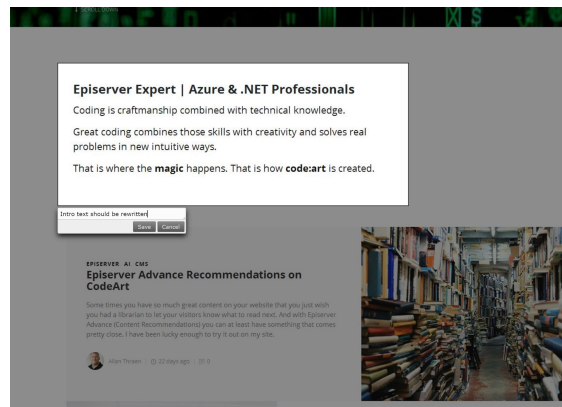 SCROLL DOWN
Episerver Expert | Azure & .NET Professionals
Coding is craftmanship combined with technical knowledge.
Great coding combines those skills with creativity and solves real
problems in new intuitive ways.
That is where the magic happens. That is how code:art is created.
Intro text should be rewritten
Save Cancel
EPISERVER AI CMS
Episerver Advance Recommendations on
CodeArt
Some times you have so much great content on your website that you just wish
you had a librarian to let your visitors know what to read next. And with Episerver
Advance (Content Recommendations) you can at least have something that comes
pretty close. I have been lucky enough to try it out on my site.
Allan Thraen | 22 days ago | 0